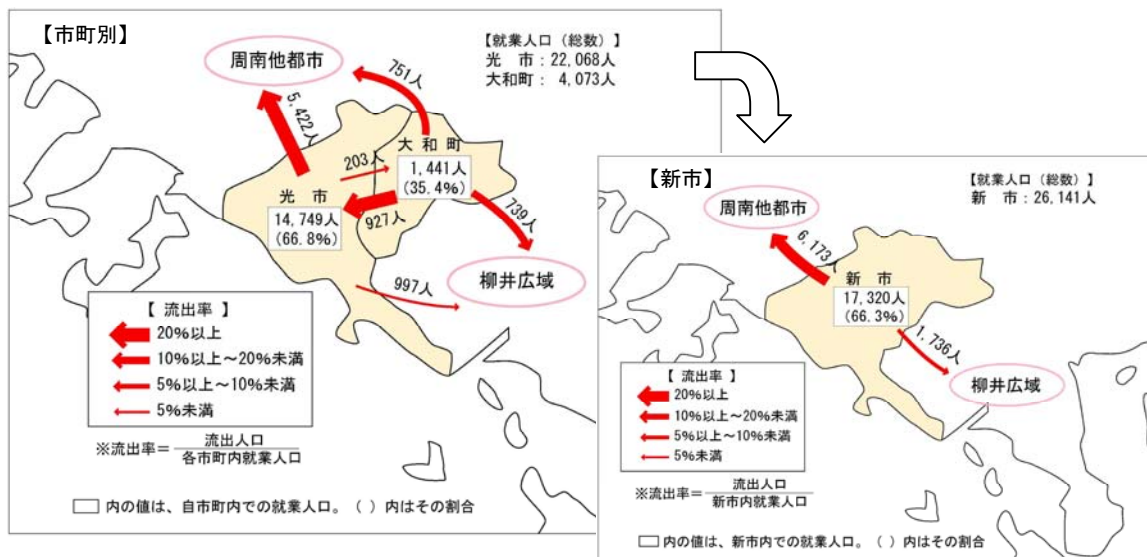 【市町別】
【就業人口（総数）】
光　市：22,068人
大和町： 4,073人
周南他都市
751人
5,422人
203人
大 和 町
1,441人
(35.4%)
光 市
14,749人
(66.8%)
927人
739人
997人
柳井広域
【 流出率 】
20%以上
10%以上～20%未満
5%以上～10%未満
5%未満
※流出率＝流出人口
各市町内就業人口
内の値は、自市町内での就業人口。（ ）内はその割合
【新市】
【就業人口（総数）】
新　市：26,141人
周南他都市
6,173人
新 市
17,320人
(66.3%)
1,736人
柳井広域
【 流出率 】
20%以上
10%以上～20%未満
5%以上～10%未満
5%未満
※流出率＝流出人口
新市内就業人口
内の値は、新市内での就業人口。（ ）内はその割合